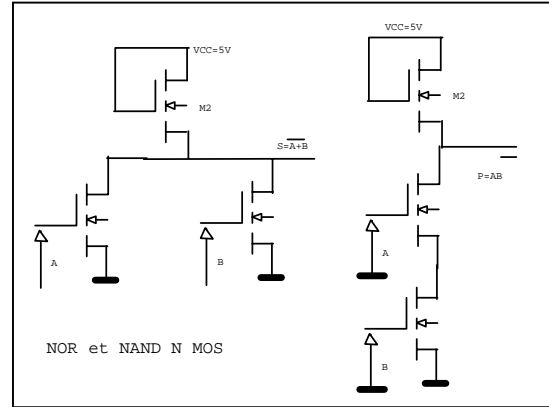 VCC=5V
M2
S=A+B
A
B
VCC=5V
M2
P=AB
A
B
NOR et NAND N MOS